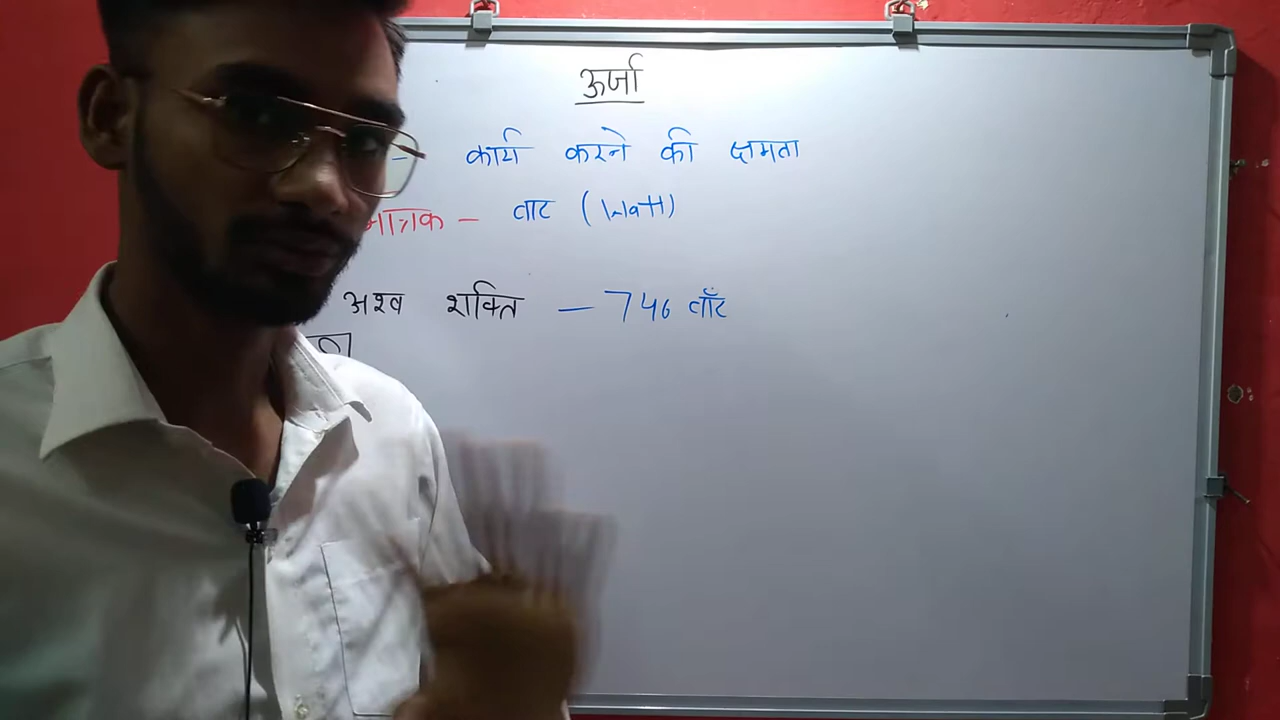 ऊर्जा
- कार्य करने की क्षमता
मात्रक - वाट (Watt)
अश्व शक्ति - 746 वॉट